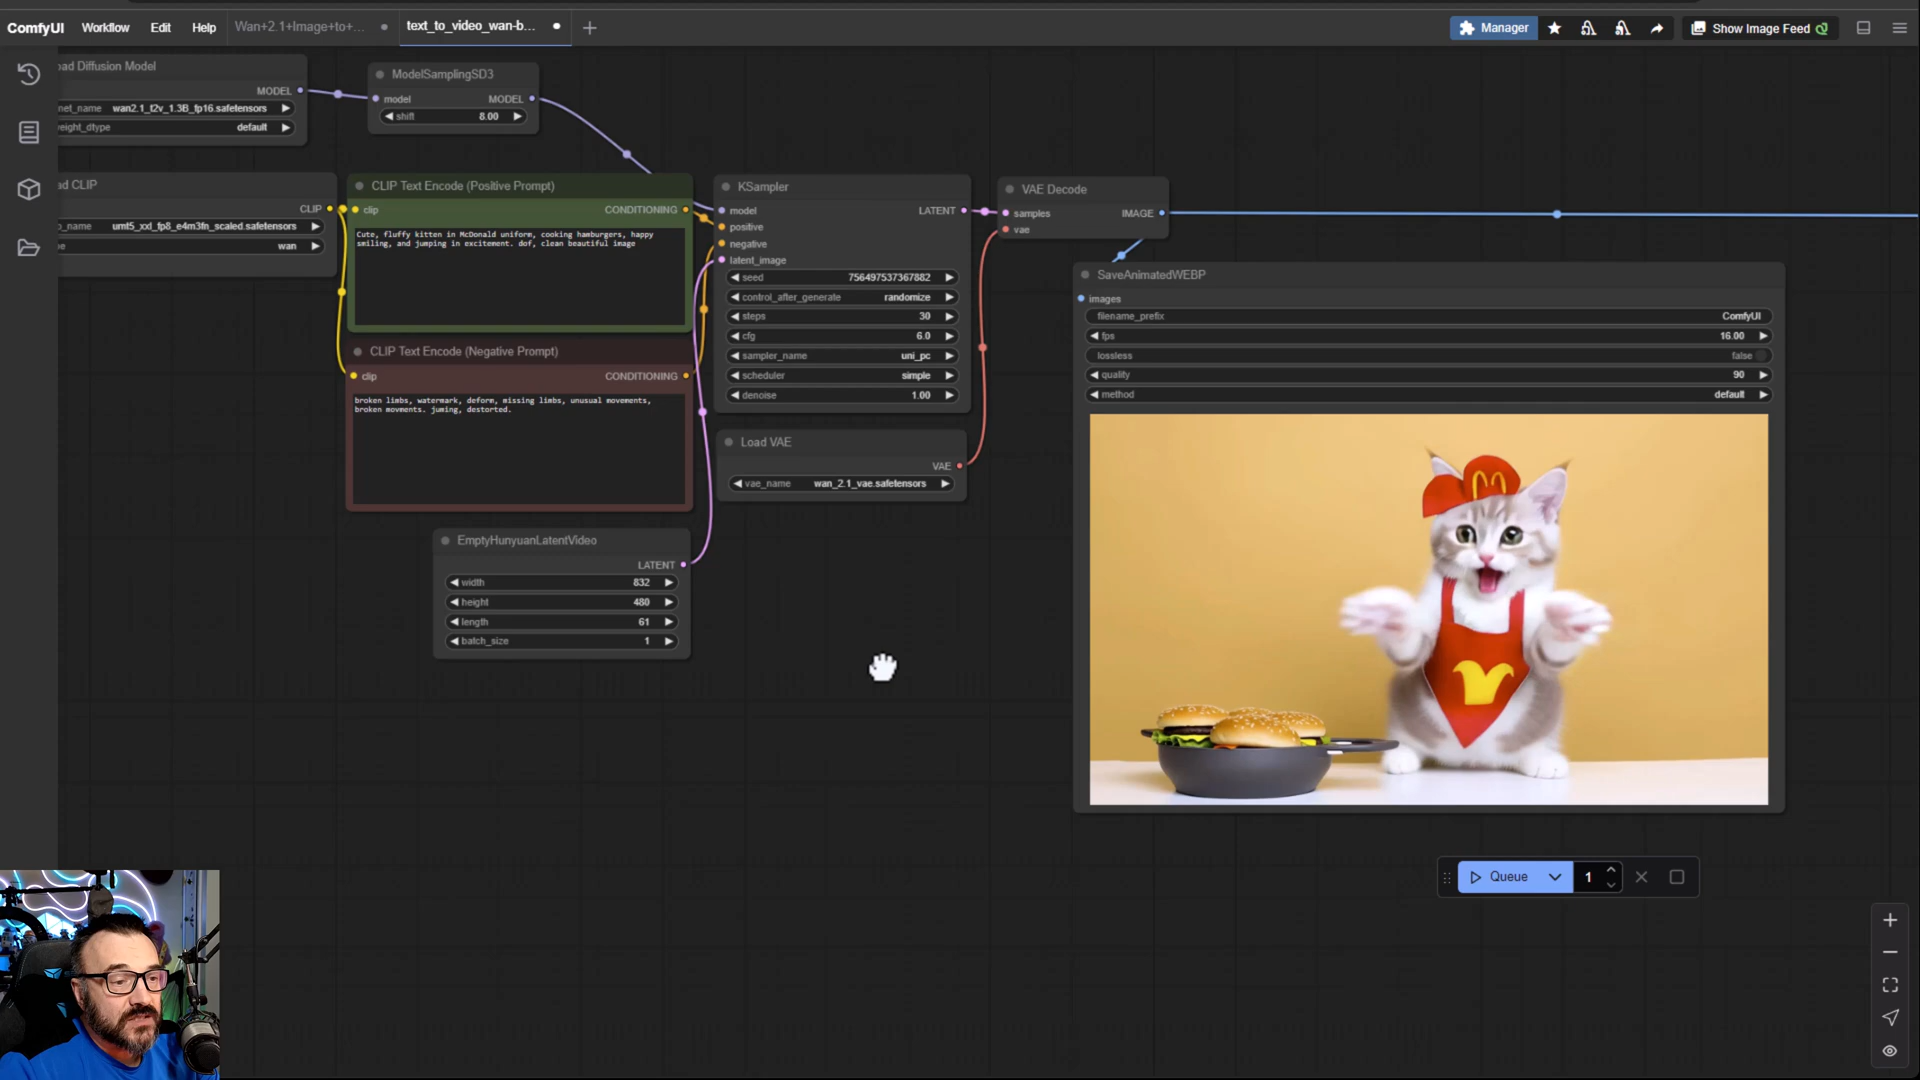 ComfyUI
Workflow
Edit
Help
Wan+2.1+Image+to+...
text_to_video_wan-b...
Manager
Show Image Feed
oad Diffusion Model
MODEL
net_name wan2.1_t2v_1.3B_fp16.safetensors
weight_dtype default
ModelSamplingSD3
model MODEL
shift 8.00
ad CLIP
CLIP
_name umt5_xxl_fp8_e4m3fn_scaled.safetensors
wan
CLIP Text Encode (Positive Prompt)
clip CONDITIONING
Cute, fluffy kitten in McDonald uniform, cooking hamburgers, happy
smiling, and jumping in excitement. dof, clean beautiful image
CLIP Text Encode (Negative Prompt)
clip CONDITIONING
broken limbs, watermark, deform, missing limbs, unusual movements,
broken movments. juming, destorted.
EmptyHunyuanLatentVideo
LATENT
width 832
height 480
length 61
batch_size 1
KSampler
model LATENT
positive
negative
latent_image
seed 756497537367882
control_after_generate randomize
steps 30
cfg 6.0
sampler_name uni_pc
scheduler simple
denoise 1.00
Load VAE
VAE
vae_name wan_2.1_vae.safetensors
VAE Decode
samples IMAGE
vae
SaveAnimatedWEBP
images
filename_prefix ComfyUI
fps 16.00
lossless false
quality 90
method default
Queue
1